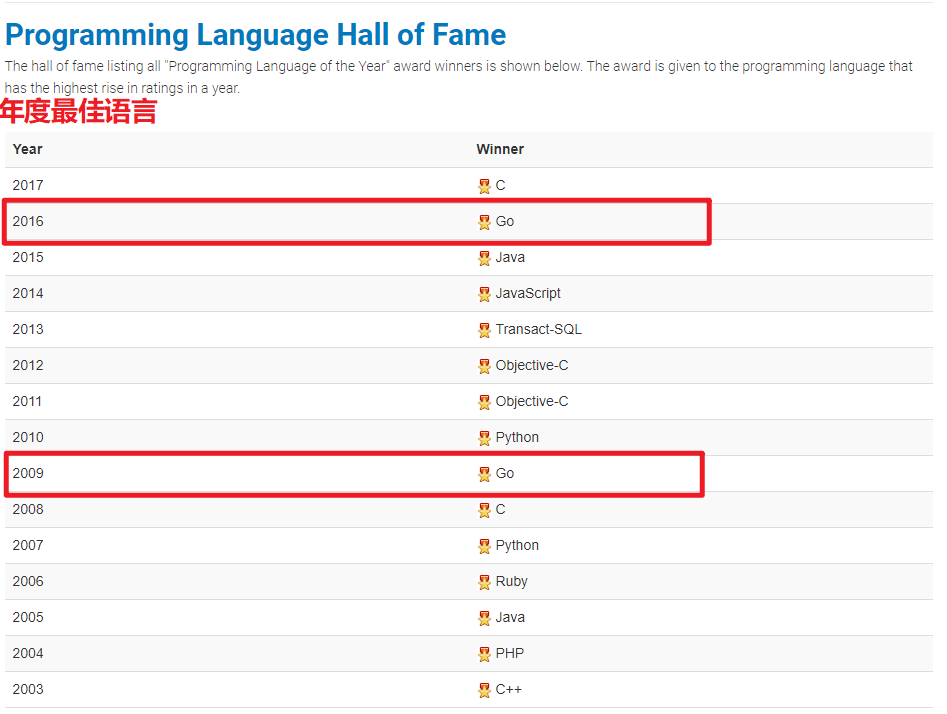 Programming Language Hall of Fame
The hall of fame listing all "Programming Language of the Year" award winners is shown below. The award is given to the programming language that
has the highest rise in ratings in a year.
年度最佳语言
Year Winner
2017 C
2016 Go
2015 Java
2014 JavaScript
2013 Transact-SQL
2012 Objective-C
2011 Objective-C
2010 Python
2009 Go
2008 C
2007 Python
2006 Ruby
2005 Java
2004 PHP
2003 C++